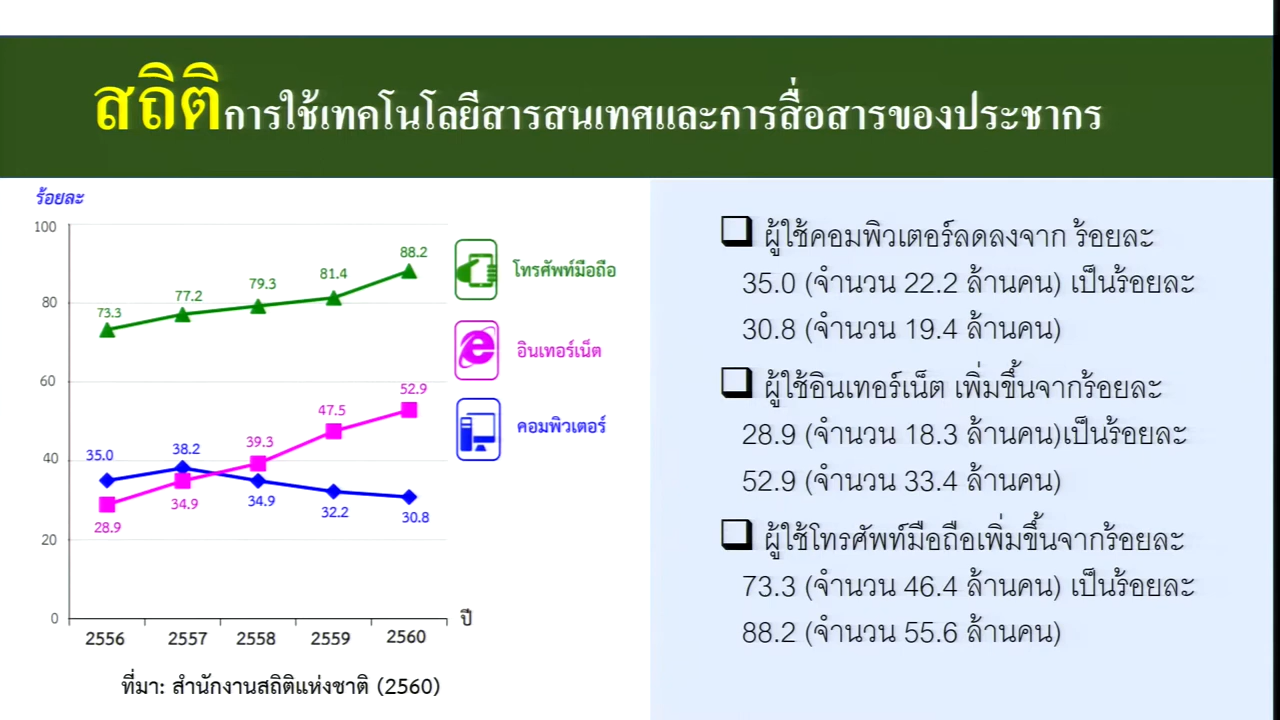 สถิติการใช้เทคโนโลยีสารสนเทศและการสื่อสารของประชากร
ร้อยละ
100
80
60
40
20
0
73.3
77.2
79.3
81.4
88.2
35.0
38.2
34.9
32.2
30.8
28.9
34.9
39.3
47.5
52.9
2556
2557
2558
2559
2560
ปี
โทรศัพท์มือถือ
อินเทอร์เน็ต
คอมพิวเตอร์
ที่มา: สำนักงานสถิติแห่งชาติ (2560)
ผู้ใช้คอมพิวเตอร์ลดลงจาก ร้อยละ
35.0 (จำนวน 22.2 ล้านคน) เป็นร้อยละ
30.8 (จำนวน 19.4 ล้านคน)
ผู้ใช้อินเทอร์เน็ต เพิ่มขึ้นจากร้อยละ
28.9 (จำนวน 18.3 ล้านคน)เป็นร้อยละ
52.9 (จำนวน 33.4 ล้านคน)
ผู้ใช้โทรศัพท์มือถือเพิ่มขึ้นจากร้อยละ
73.3 (จำนวน 46.4 ล้านคน) เป็นร้อยละ
88.2 (จำนวน 55.6 ล้านคน)